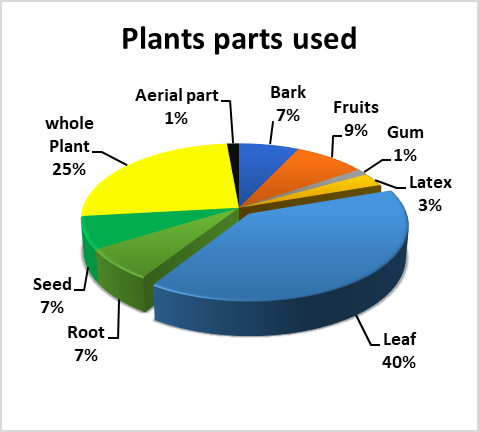 Plants parts used
Aerial part
1%
Bark
7%
Fruits
9%
Gum
1%
Latex
3%
Leaf
40%
Root
7%
Seed
7%
whole
Plant
25%